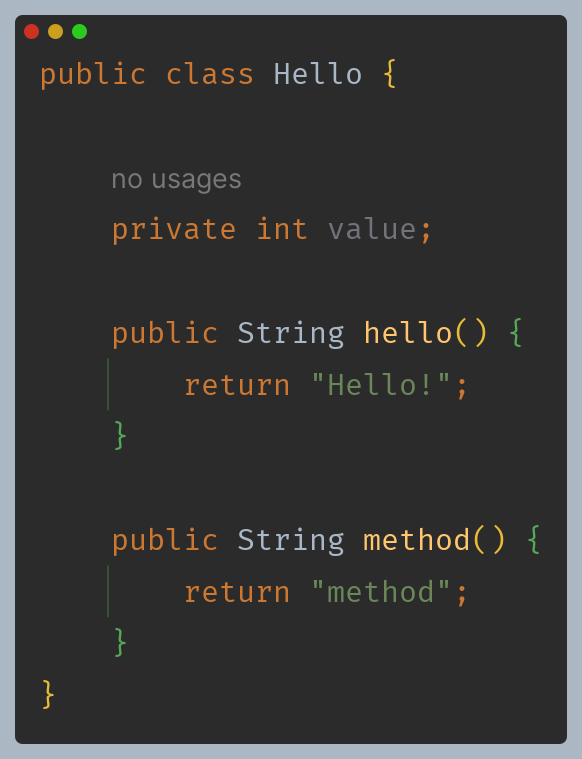 public class Hello {
no usages
private int value;
public String hello() {
return "Hello!";
}
public String method() {
return "method";
}
}